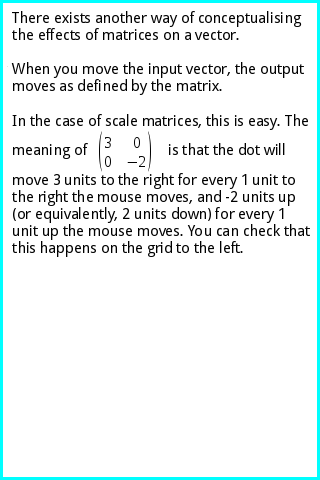 There exists another way of conceptualising
the effects of matrices on a vector.
When you move the input vector, the output
moves as defined by the matrix.
In the case of scale matrices, this is easy. The
meaning of (3 0
0 −2) is that the dot will
move 3 units to the right for every 1 unit to
the right the mouse moves, and -2 units up
(or equivalently, 2 units down) for every 1
unit up the mouse moves. You can check that
this happens on the grid to the left.